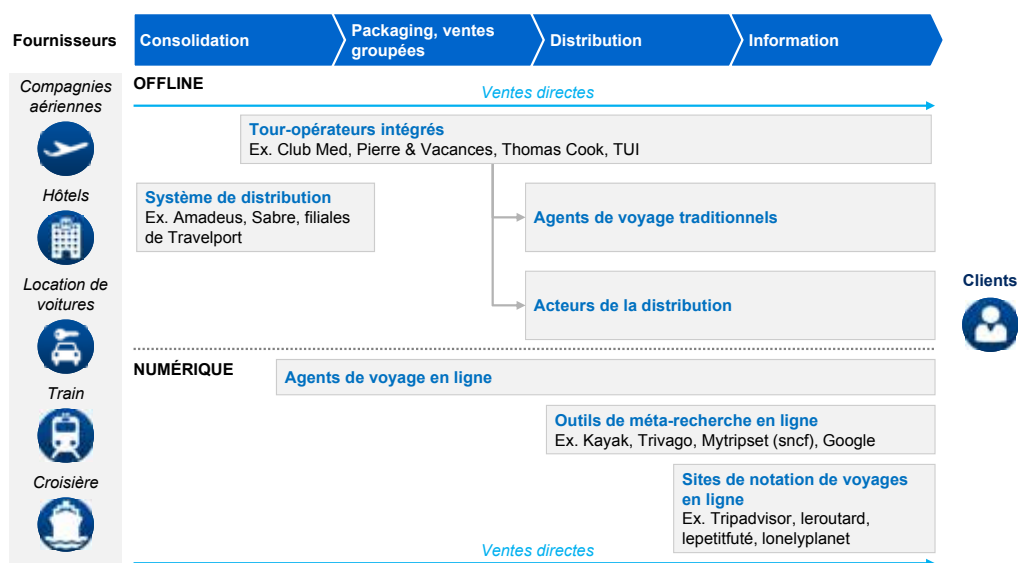 Fournisseurs
Consolidation
Packaging, ventes
groupées
Distribution
Information
Compagnies
aériennes
Hôtels
Location de
voitures
Train
Croisière
OFFLINE
Ventes directes
Tour-opérateurs intégrés
Ex. Club Med, Pierre & Vacances, Thomas Cook, TUI
Système de distribution
Ex. Amadeus, Sabre, filiales
de Travelport
Agents de voyage traditionnels
Acteurs de la distribution
Clients
NUMÉRIQUE
Agents de voyage en ligne
Outils de méta-recherche en ligne
Ex. Kayak, Trivago, Mytripset (sncf), Google
Sites de notation de voyages
en ligne
Ex. Tripadvisor, leroutard,
lepetitfuté, lonelyplanet
Ventes directes